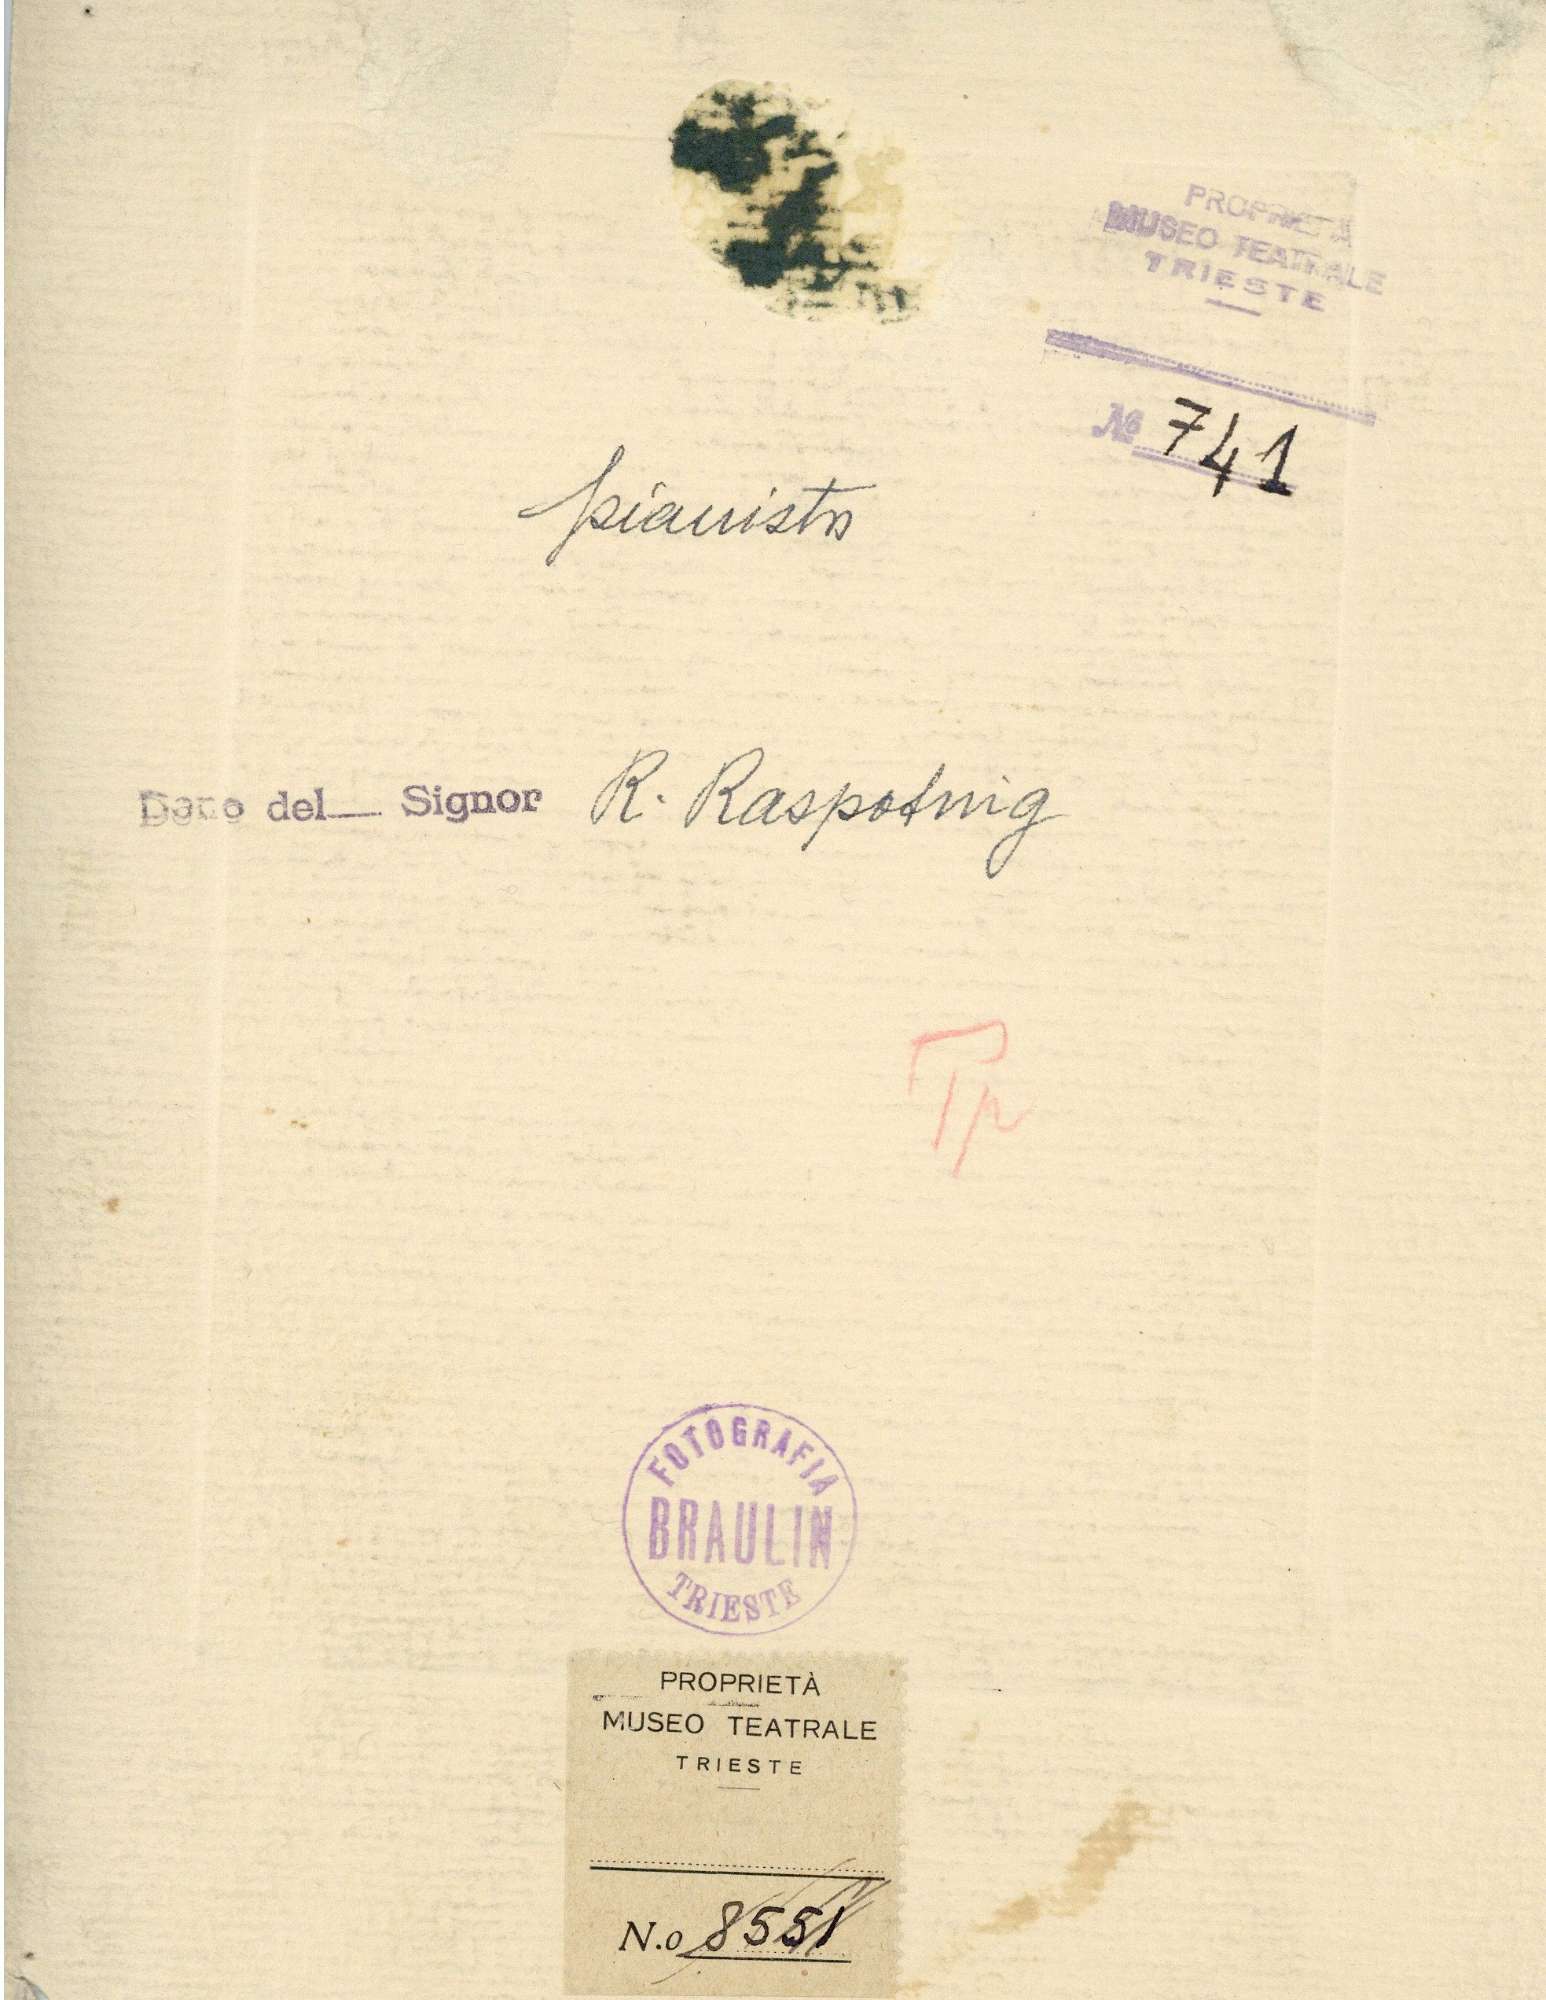 PROPRIETÀ
MUSEO TEATRALE
TRIESTE
№ 741
pianista
Dono del Signor R. Raspotnig
Tp
FOTOGRAFIA
BRAULIN
TRIESTE
PROPRIETÀ
MUSEO TEATRALE
TRIESTE
N.o 8551